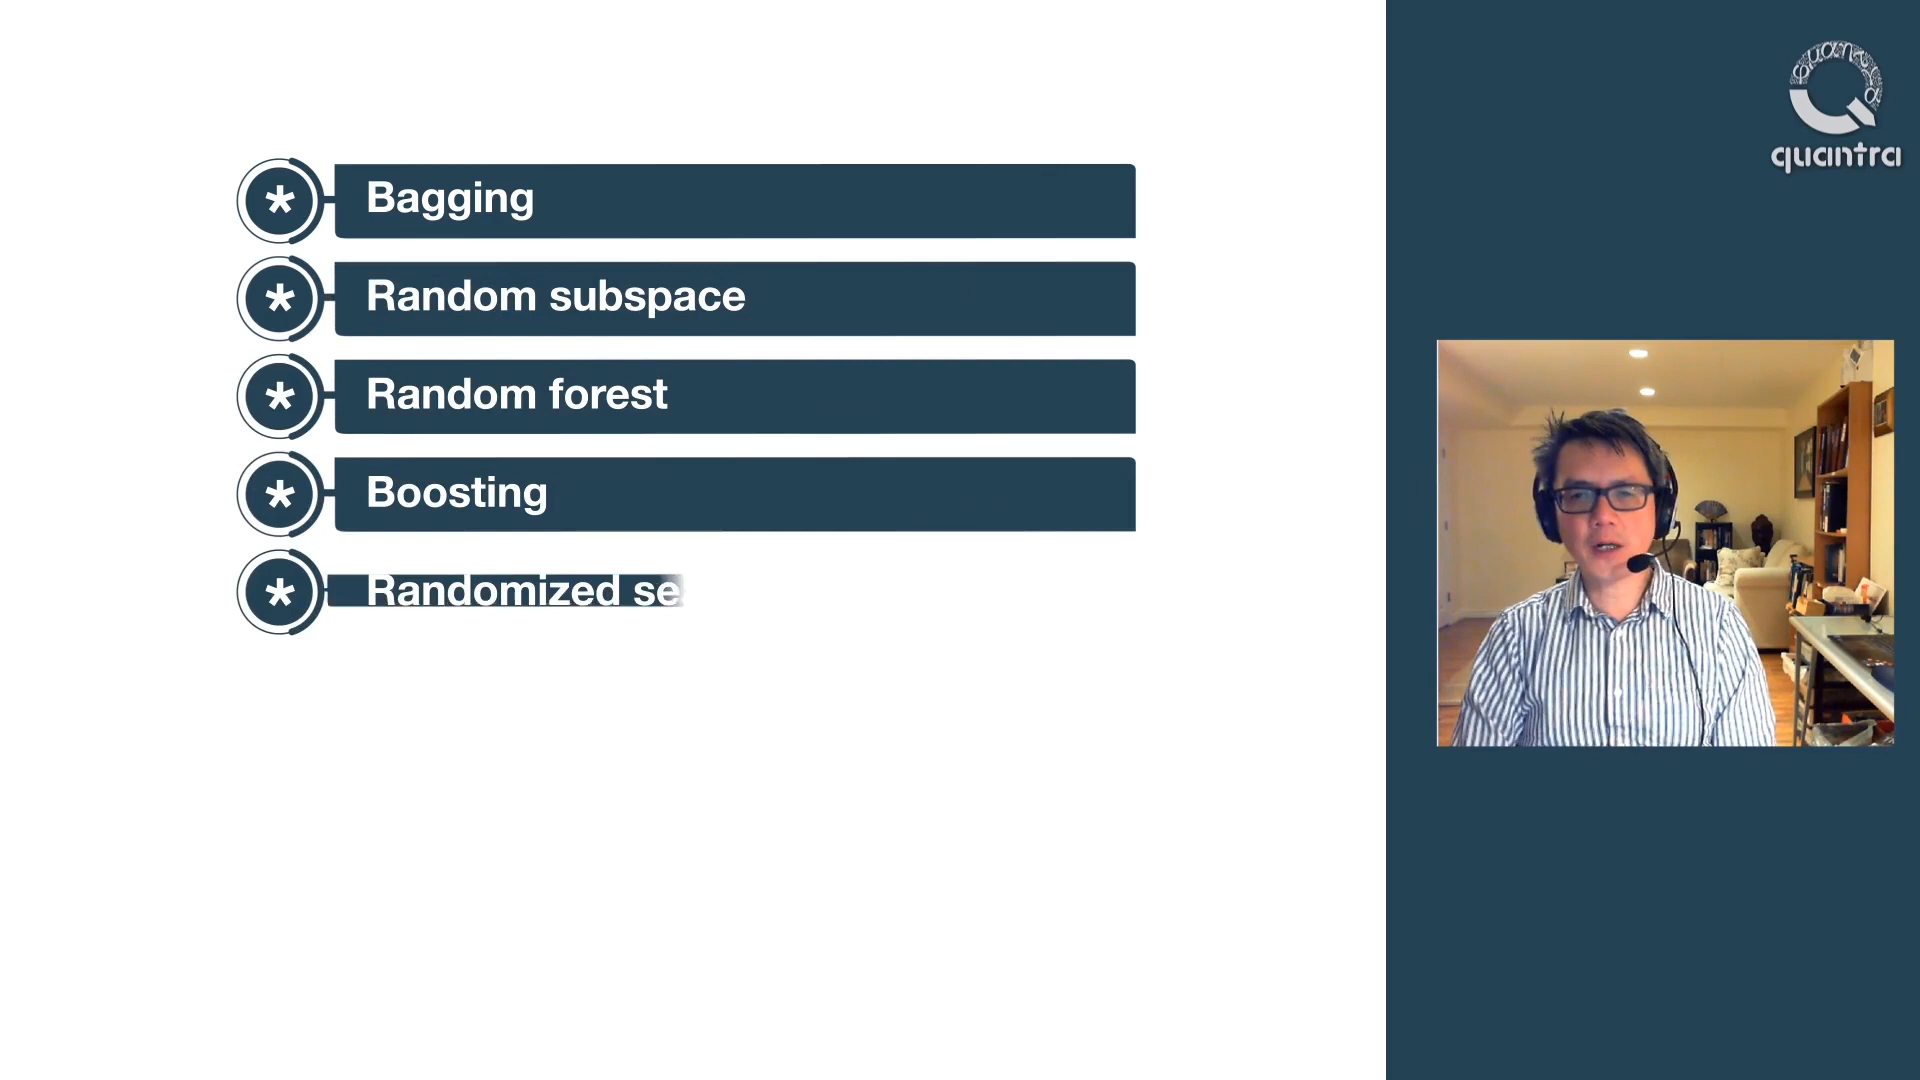 * Bagging
* Random subspace
* Random forest
* Boosting
* Randomized se
quantra